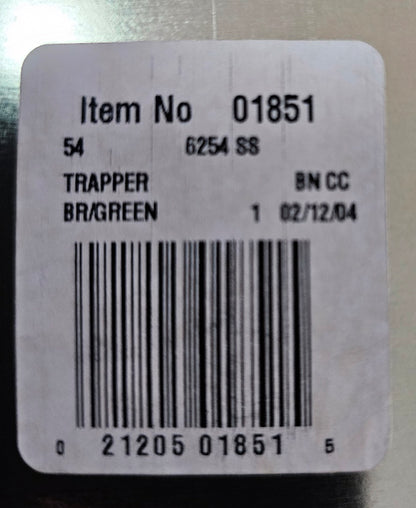 Item No 01851
54 6254 SS
TRAPPER BN CC
BR/GREEN 1 02/12/04
0 21205 01851 5